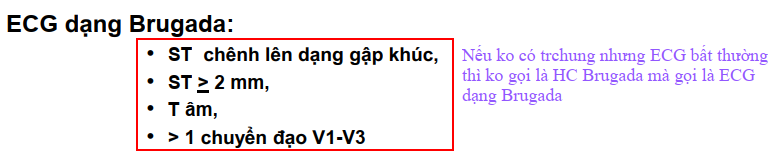 ECG dạng Brugada:
• ST chênh lên dạng gập khúc,
• ST ≥ 2 mm,
• T âm,
• > 1 chuyển đạo V1-V3
Nếu ko có trchung nhưng ECG bất thường
thì ko gọi là HC Brugada mà gọi là ECG
dạng Brugada